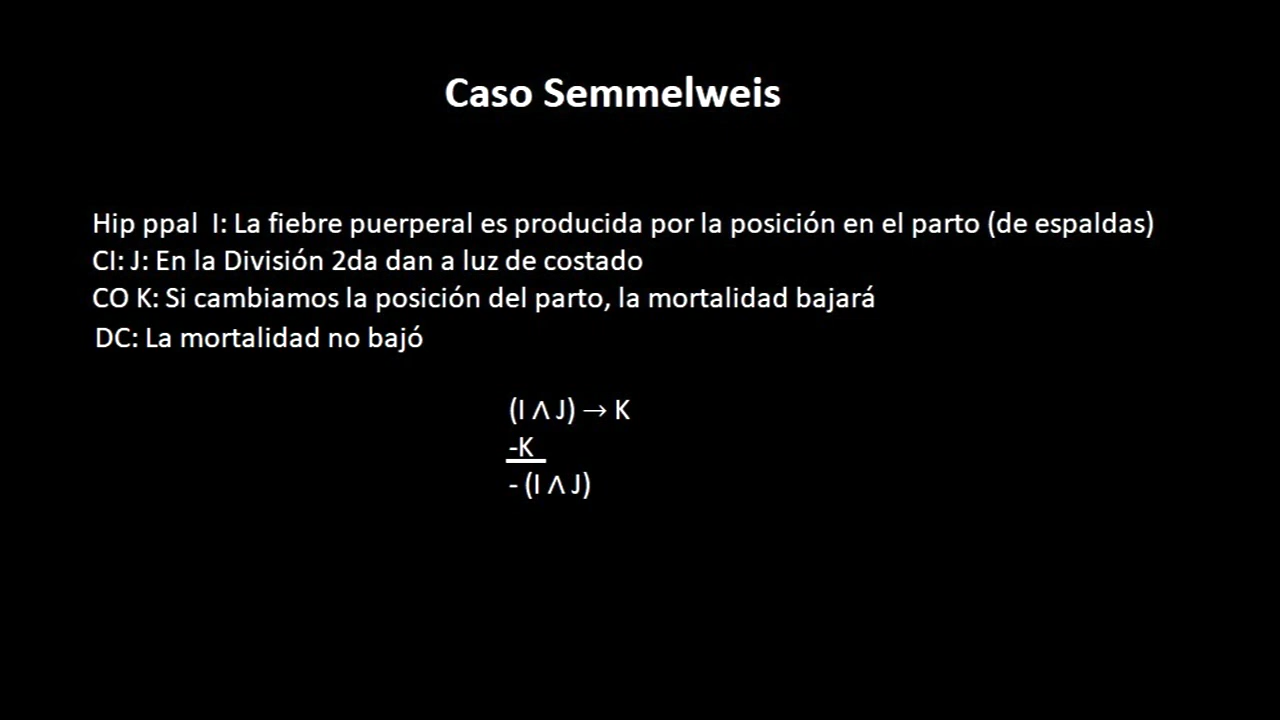 Caso Semmelweis
Hip ppal  I: La fiebre puerperal es producida por la posición en el parto (de espaldas)
CI: J: En la División 2da dan a luz de costado
CO K: Si cambiamos la posición del parto, la mortalidad bajará
DC: La mortalidad no bajó
(I Λ J) → K
-K
- (I Λ J)